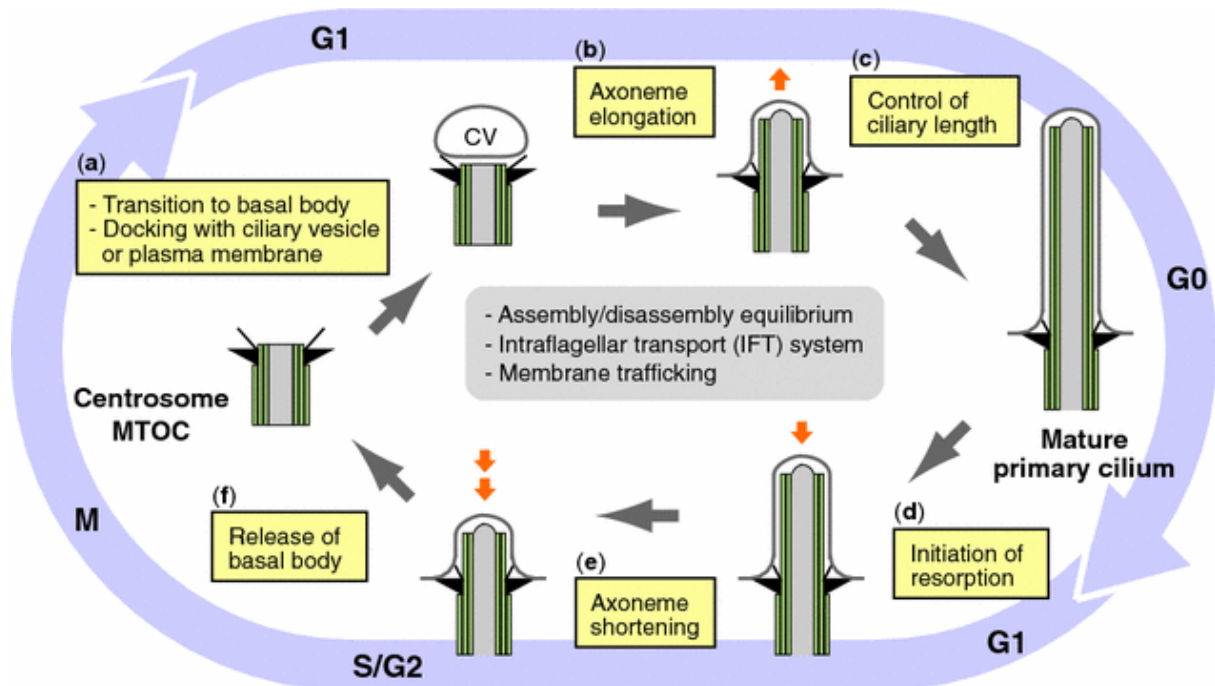 G1
(a)
- Transition to basal body
- Docking with ciliary vesicle
or plasma membrane
CV
(b)
Axoneme
elongation
(c)
Control of
ciliary length
G0
Mature
primary cilium
(d)
Initiation of
resorption
G1
(e)
Axoneme
shortening
S/G2
(f)
Release of
basal body
M
Centrosome
MTOC
- Assembly/disassembly equilibrium
- Intraflagellar transport (IFT) system
- Membrane trafficking